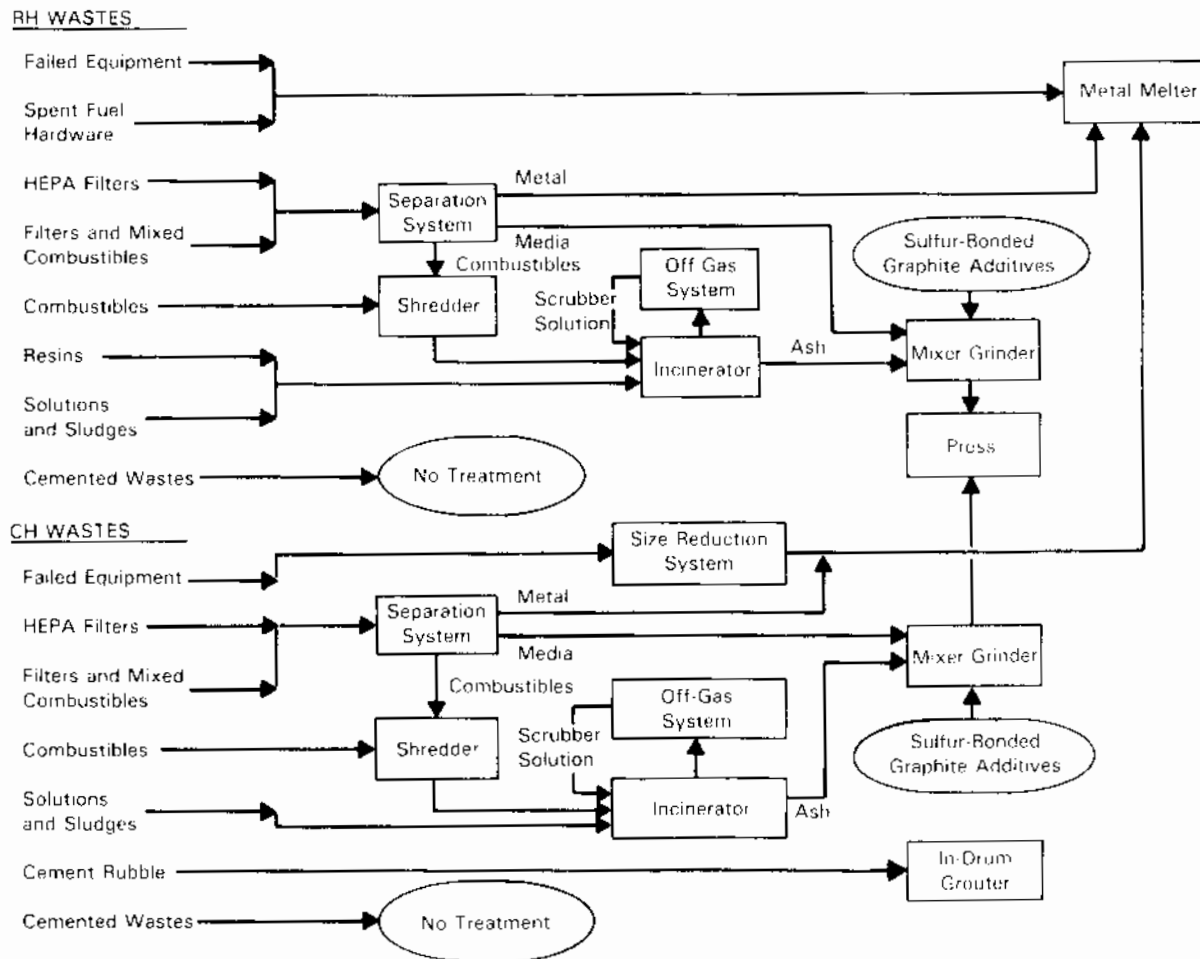 RH WASTES
Failed Equipment
Spent Fuel
Hardware
Metal Melter
HEPA Filters
Filters and Mixed
Combustibles
Separation
System
Metal
Media
Combustibles
Off Gas
System
Sulfur-Bonded
Graphite Additives
Combustibles
Shredder
Scrubber
Solution
Resins
Incinerator
Ash
Mixer Grinder
Solutions
and Sludges
Press
Cemented Wastes
No Treatment
CH WASTES
Failed Equipment
Size Reduction
System
HEPA Filters
Separation
System
Metal
Media
Mixer Grinder
Filters and Mixed
Combustibles
Combustibles
Off-Gas
System
Combustibles
Shredder
Scrubber
Solution
Sulfur-Bonded
Graphite Additives
Solutions
and Sludges
Incinerator
Ash
Cement Rubble
In-Drum
Grouter
Cemented Wastes
No Treatment